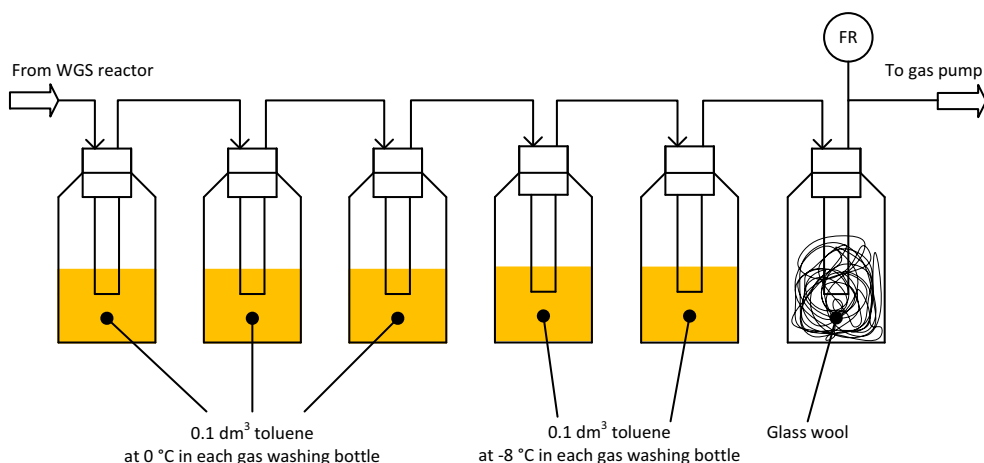 FR
From WGS reactor
To gas pump
0.1 dm³ toluene
at 0 °C in each gas washing bottle
0.1 dm³ toluene
at -8 °C in each gas washing bottle
Glass wool